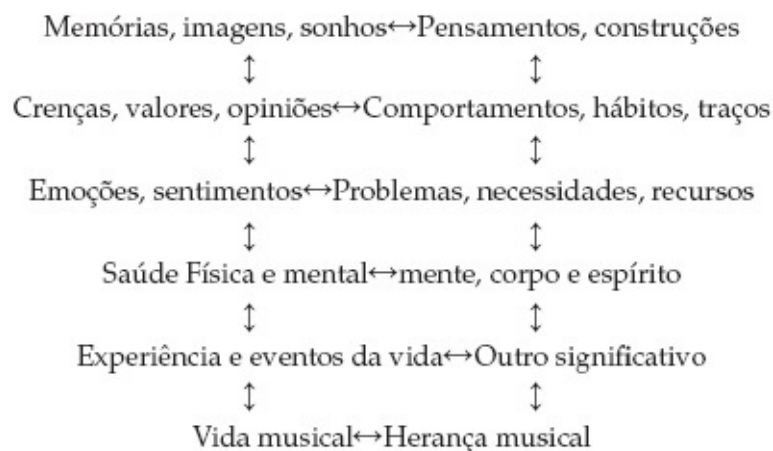 Memórias, imagens, sonhos↔Pensamentos, construções
↕ ↕
Crenças, valores, opiniões↔Comportamentos, hábitos, traços
↕ ↕
Emoções, sentimentos↔Problemas, necessidades, recursos
↕ ↕
Saúde Física e mental↔mente, corpo e espírito
↕ ↕
Experiência e eventos da vida↔Outro significativo
↕ ↕
Vida musical↔Herança musical